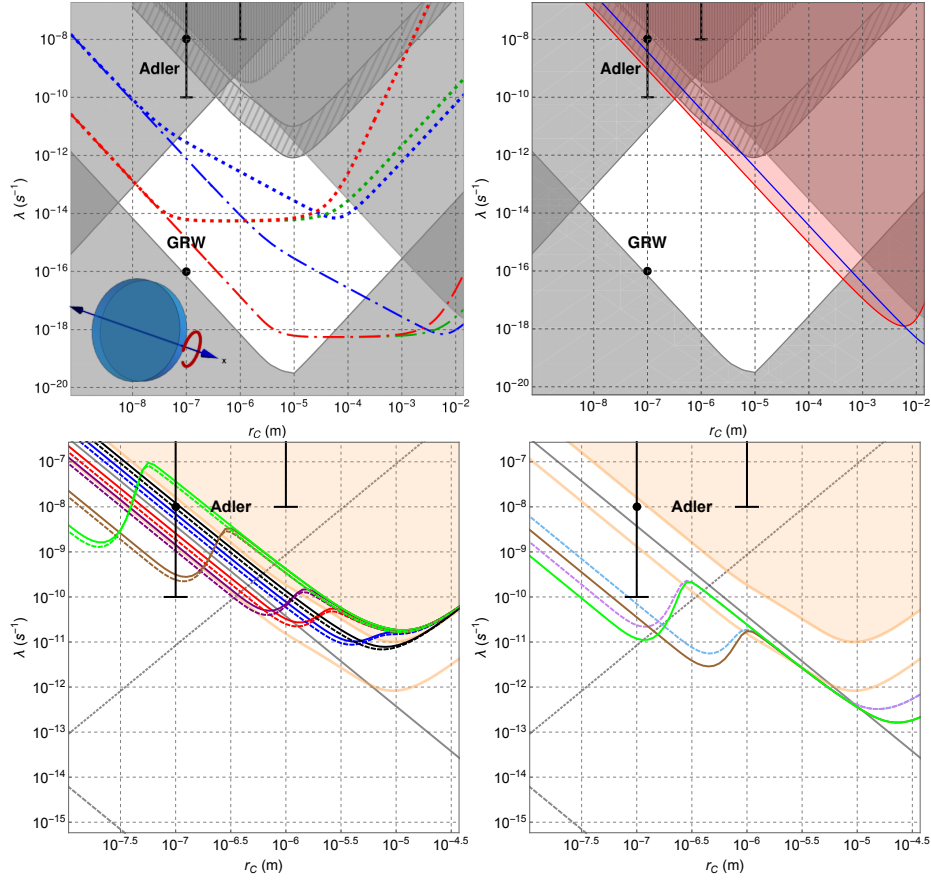 10⁻⁸
10⁻¹⁰
10⁻¹²
10⁻¹⁴
10⁻¹⁶
10⁻¹⁸
10⁻²⁰
λ (s⁻¹)
Adler
GRW
x
10⁻⁸ 10⁻⁷ 10⁻⁶ 10⁻⁵ 10⁻⁴ 10⁻³ 10⁻²
r_C (m)
10⁻⁸
10⁻¹⁰
10⁻¹²
10⁻¹⁴
10⁻¹⁶
10⁻¹⁸
10⁻²⁰
λ (s⁻¹)
Adler
GRW
10⁻⁸ 10⁻⁷ 10⁻⁶ 10⁻⁵ 10⁻⁴ 10⁻³ 10⁻²
r_C (m)
10⁻⁷
10⁻⁸
10⁻⁹
10⁻¹⁰
10⁻¹¹
10⁻¹²
10⁻¹³
10⁻¹⁴
10⁻¹⁵
λ (s⁻¹)
Adler
10⁻⁷·⁵ 10⁻⁷ 10⁻⁶·⁵ 10⁻⁶ 10⁻⁵·⁵ 10⁻⁵ 10⁻⁴·⁵
r_C (m)
10⁻⁷
10⁻⁸
10⁻⁹
10⁻¹⁰
10⁻¹¹
10⁻¹²
10⁻¹³
10⁻¹⁴
10⁻¹⁵
λ (s⁻¹)
Adler
10⁻⁷·⁵ 10⁻⁷ 10⁻⁶·⁵ 10⁻⁶ 10⁻⁵·⁵ 10⁻⁵ 10⁻⁴·⁵
r_C (m)